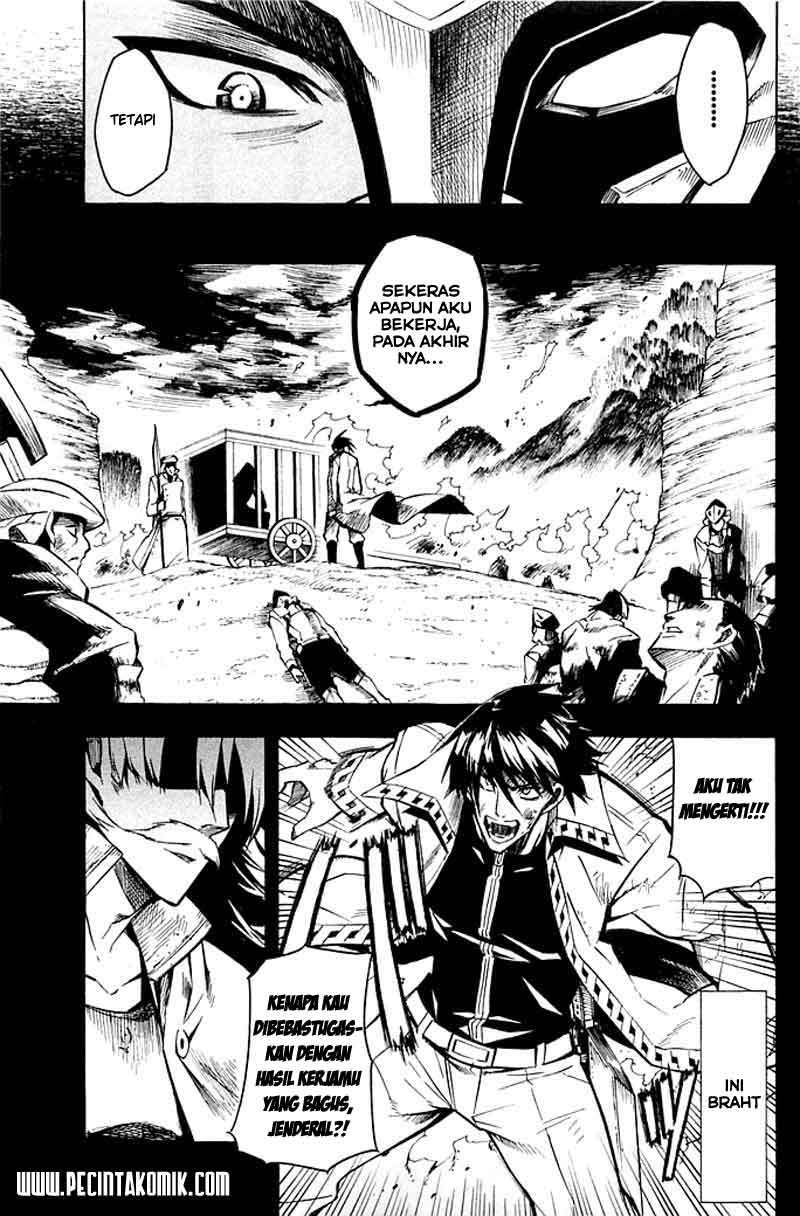 .........
TETAPI
SEKERAS
APAPUN AKU
BEKERJA,
PADA AKHIR
NYA...
AKU TAK
MENGERTI!!!
KENAPA KAU
DIBEBASTUGAS-
KAN DENGAN
HASIL KERJAMU
YANG BAGUS,
JENDERAL?!
INI
BRAHT
WWW.PECINTAKOMIK.COM